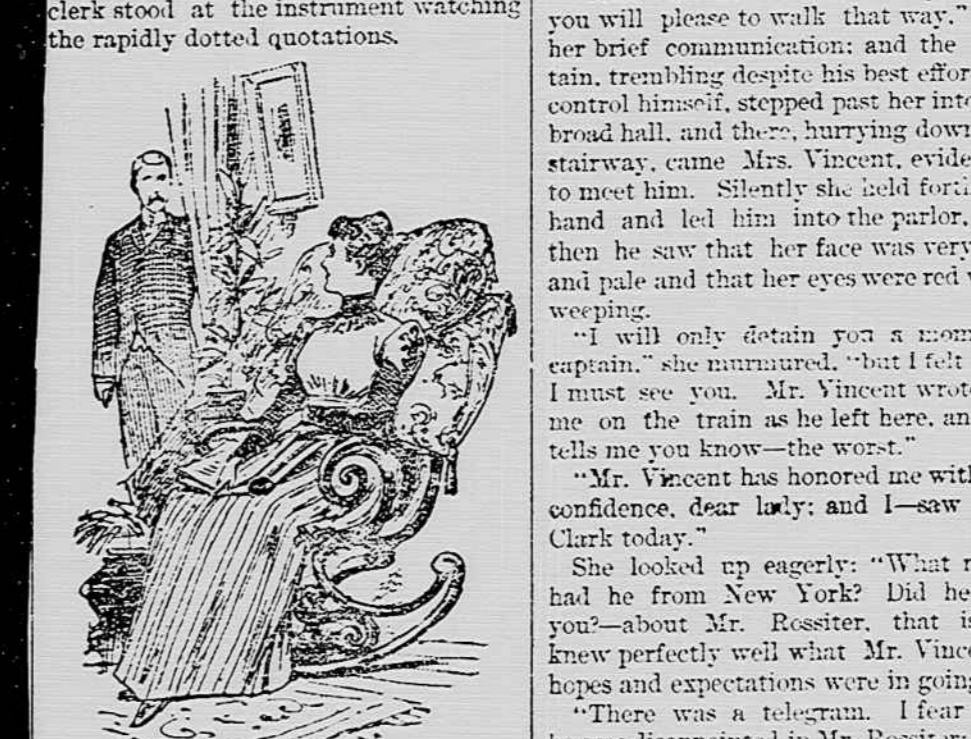 clerk stood at the instrument watching
the rapidly dotted quotations.
you will please to walk that way."
her brief communication; and the
tain, trembling despite his best effor
control himself, stepped past her into
broad hall, and there, hurrying down
stairway, came Mrs. Vincent, evide
to meet him. Silently she held forth
hand and led him into the parlor,
then he saw that her face was very
and pale and that her eyes were red
weeping.
"I will only detain you a mom
captain," she murmured, "but I felt
I must see you. Mr. Vincent wrote
me on the train as he left here, an
tells me you know—the worst."
"Mr. Vincent has honored me with
confidence, dear lady; and I—saw
Clark today."
She looked up eagerly: "What
had he from New York? Did he
you?—about Mr. Rossiter, that is
knew perfectly well what Mr. Vince
hopes and expectations were in going
"There was a telegram. I fear